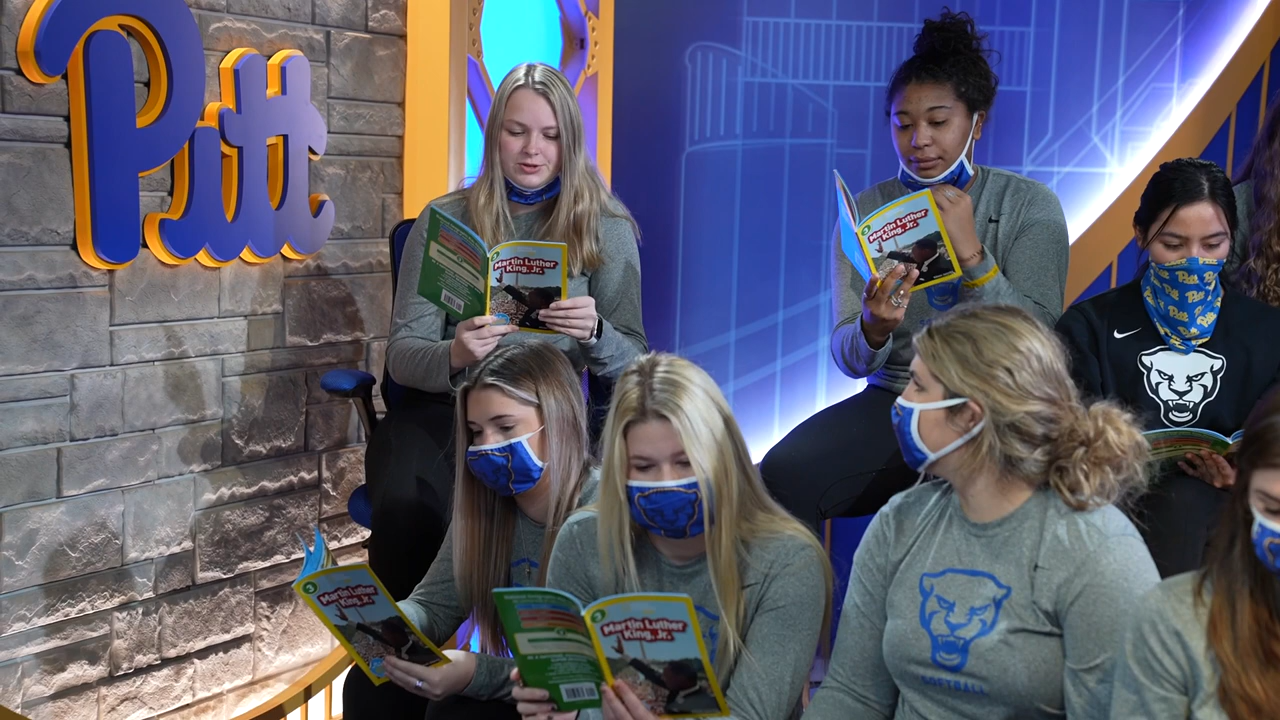 Pitt
Martin Luther
King, Jr.
Martin Luther
King, Jr.
Pitt
Martin Luther
King, Jr.
Martin Luther
King, Jr.
SOFTBALL